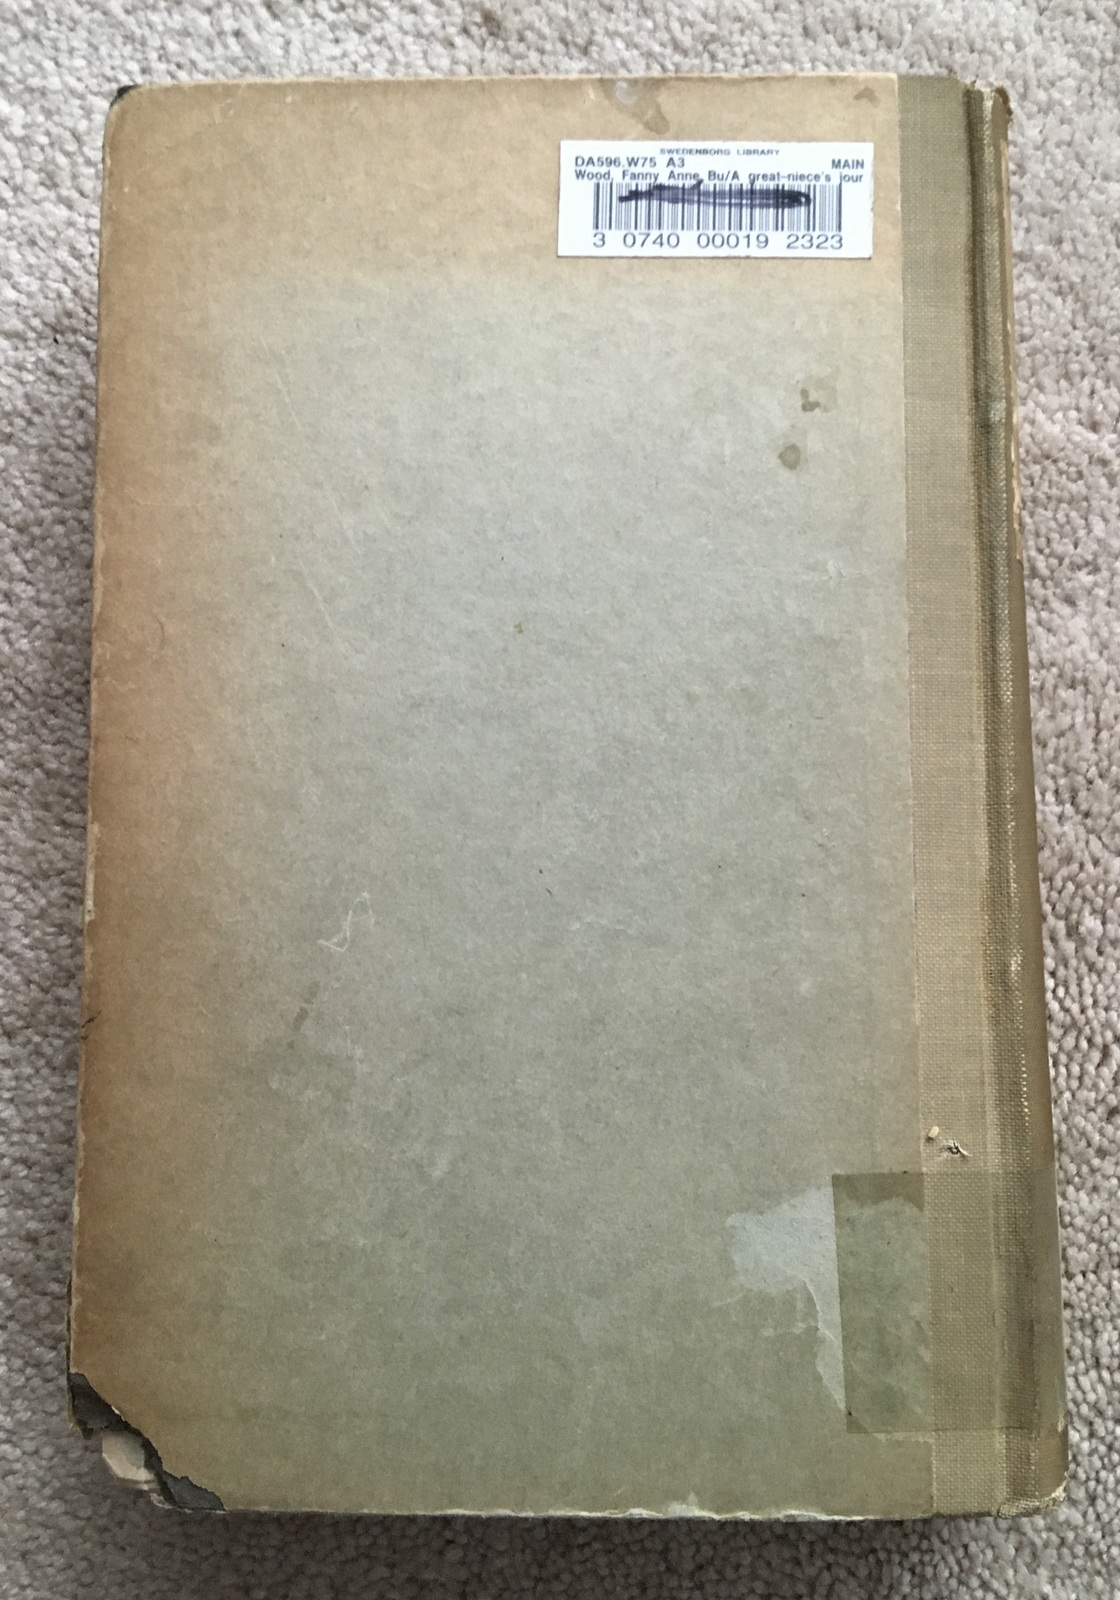 SWEDENBORG LIBRARY
DA596.W75 A3 MAIN
Wood, Fanny Anne Bu/A great-niece's jour
3 0740 00019 2323